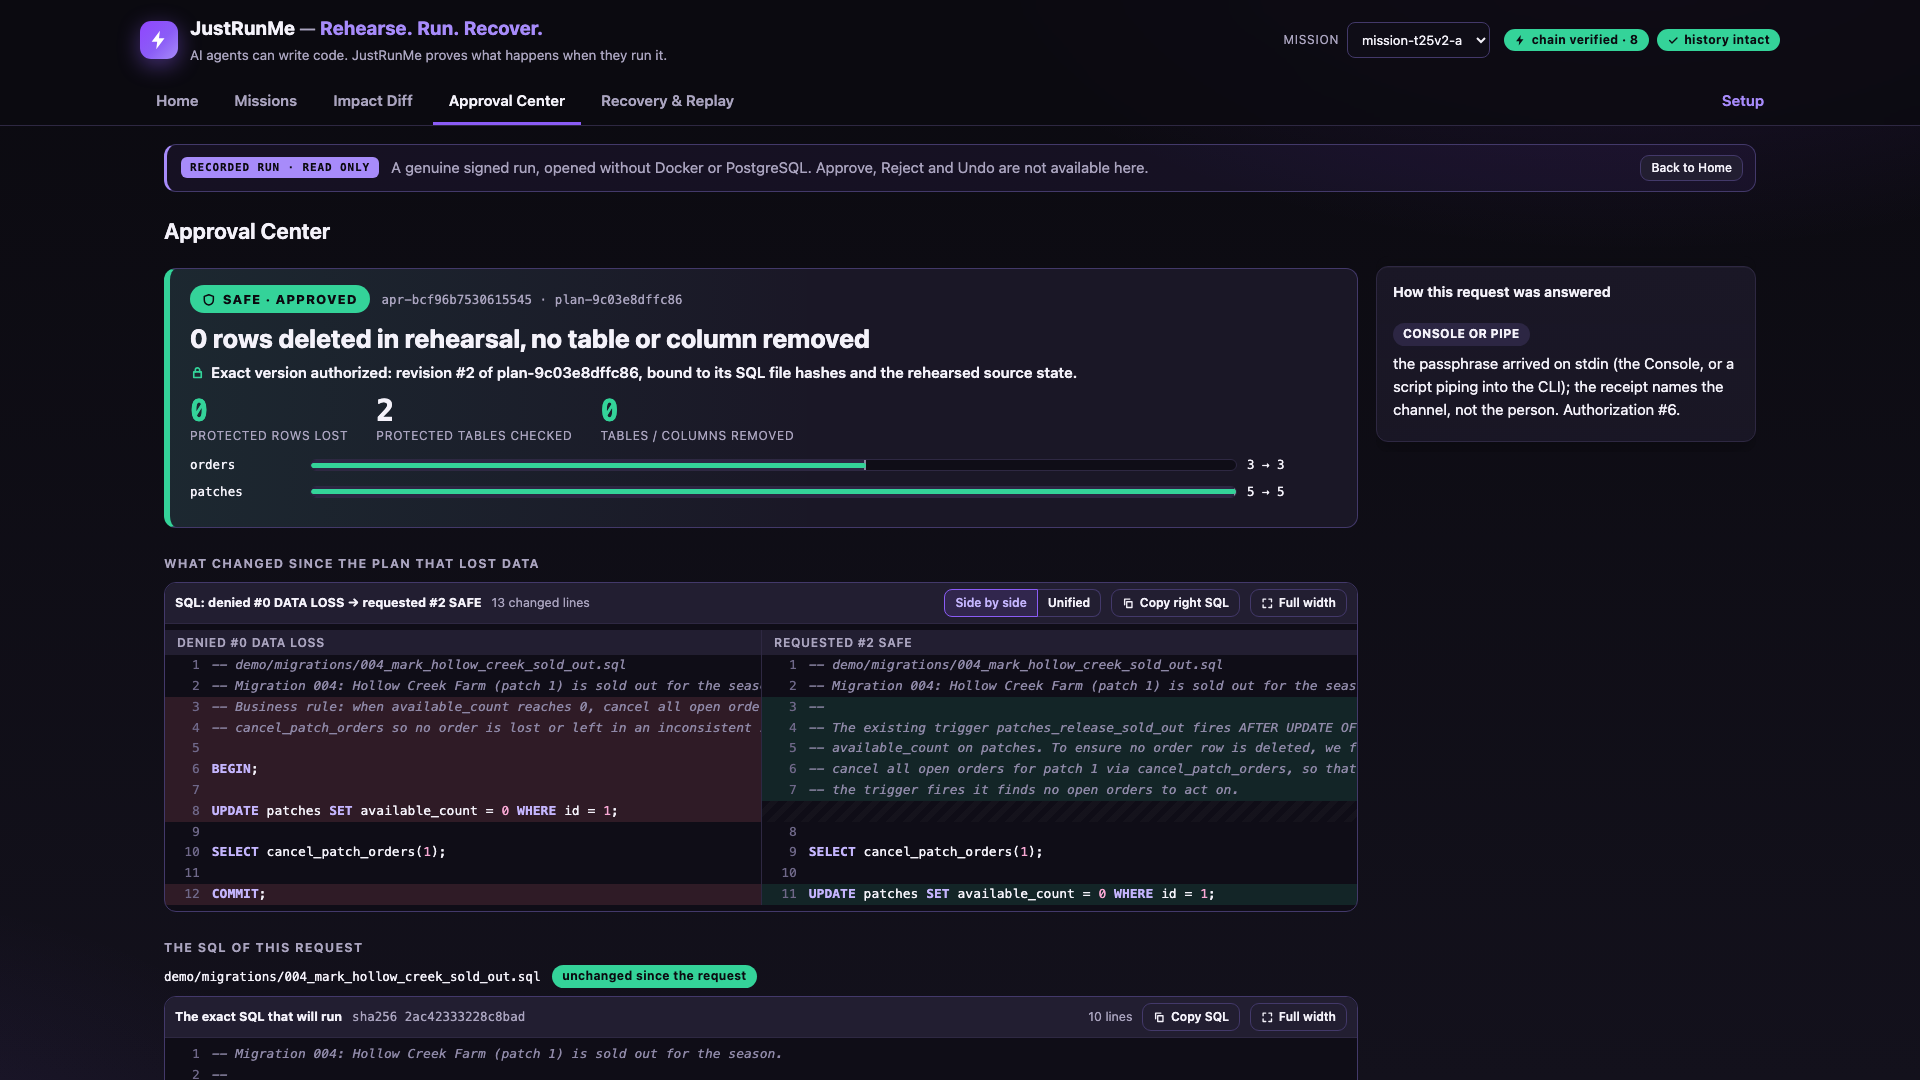 JustRunMe — Rehearse. Run. Recover.
AI agents can write code. JustRunMe proves what happens when they run it.
MISSION
mission-t25v2-a
chain verified · 8
history intact
Home
Missions
Impact Diff
Approval Center
Recovery & Replay
Setup
RECORDED RUN · READ ONLY
A genuine signed run, opened without Docker or PostgreSQL. Approve, Reject and Undo are not available here.
Back to Home
Approval Center
SAFE · APPROVED
apr-bcf96b7530615545 · plan-9c03e8dffc86
0 rows deleted in rehearsal, no table or column removed
Exact version authorized: revision #2 of plan-9c03e8dffc86, bound to its SQL file hashes and the rehearsed source state.
0
PROTECTED ROWS LOST
2
PROTECTED TABLES CHECKED
0
TABLES / COLUMNS REMOVED
orders
3 → 3
patches
5 → 5
How this request was answered
CONSOLE OR PIPE
the passphrase arrived on stdin (the Console, or a
script piping into the CLI); the receipt names the
channel, not the person. Authorization #6.
WHAT CHANGED SINCE THE PLAN THAT LOST DATA
SQL: denied #0 DATA LOSS → requested #2 SAFE
13 changed lines
Side by side
Unified
Copy right SQL
Full width
DENIED #0 DATA LOSS
1 -- demo/migrations/004_mark_hollow_creek_sold_out.sql
2 -- Migration 004: Hollow Creek Farm (patch 1) is sold out for the seas
3 -- Business rule: when available_count reaches 0, cancel all open orde
4 -- cancel_patch_orders so no order is lost or left in an inconsistent
5
6 BEGIN;
7
8 UPDATE patches SET available_count = 0 WHERE id = 1;
9
10 SELECT cancel_patch_orders(1);
11
12 COMMIT;
REQUESTED #2 SAFE
1 -- demo/migrations/004_mark_hollow_creek_sold_out.sql
2 -- Migration 004: Hollow Creek Farm (patch 1) is sold out for the seas
3 --
4 -- The existing trigger patches_release_sold_out fires AFTER UPDATE OF
5 -- available_count on patches. To ensure no order row is deleted, we f
6 -- cancel all open orders for patch 1 via cancel_patch_orders, so that
7 -- the trigger fires it finds no open orders to act on.
8
9 SELECT cancel_patch_orders(1);
10
11 UPDATE patches SET available_count = 0 WHERE id = 1;
THE SQL OF THIS REQUEST
demo/migrations/004_mark_hollow_creek_sold_out.sql
unchanged since the request
The exact SQL that will run
sha256 2ac42333228c8bad
10 lines
Copy SQL
Full width
1 -- Migration 004: Hollow Creek Farm (patch 1) is sold out for the season.
2 --